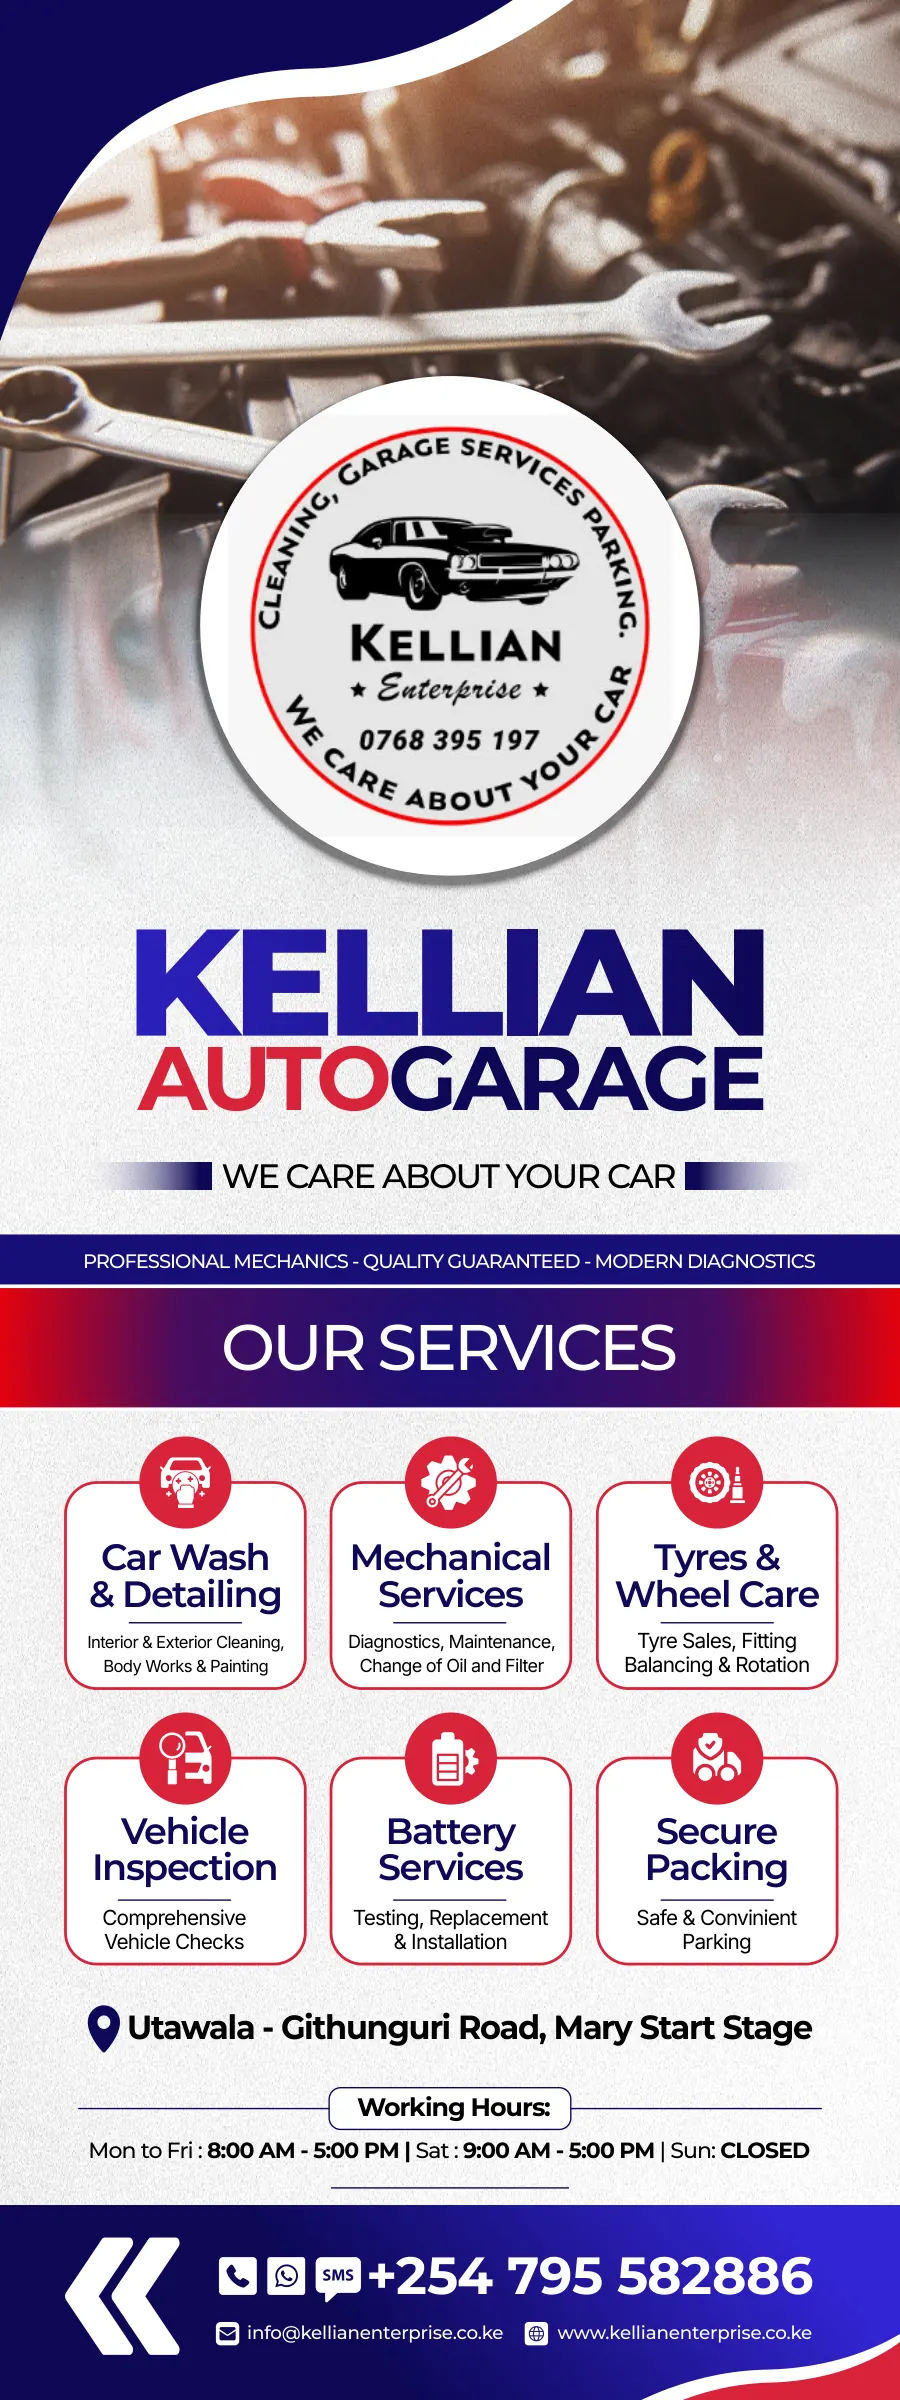 CLEANING, GARAGE SERVICES PARKING.
KELLIAN
Enterprise
0768 395 197
WE CARE ABOUT YOUR CAR
KELLIAN
AUTOGARAGE
WE CARE ABOUT YOUR CAR
PROFESSIONAL MECHANICS - QUALITY GUARANTEED - MODERN DIAGNOSTICS
OUR SERVICES
Car Wash
& Detailing
Interior & Exterior Cleaning,
Body Works & Painting
Mechanical
Services
Diagnostics, Maintenance,
Change of Oil and Filter
Tyres &
Wheel Care
Tyre Sales, Fitting
Balancing & Rotation
Vehicle
Inspection
Comprehensive
Vehicle Checks
Battery
Services
Testing, Replacement
& Installation
Secure
Packing
Safe & Convinient
Parking
Utawala - Githunguri Road, Mary Start Stage
Working Hours:
Mon to Fri : 8:00 AM - 5:00 PM | Sat : 9:00 AM - 5:00 PM | Sun: CLOSED
SMS +254 795 582886
info@kellianenterprise.co.ke www.kellianenterprise.co.ke